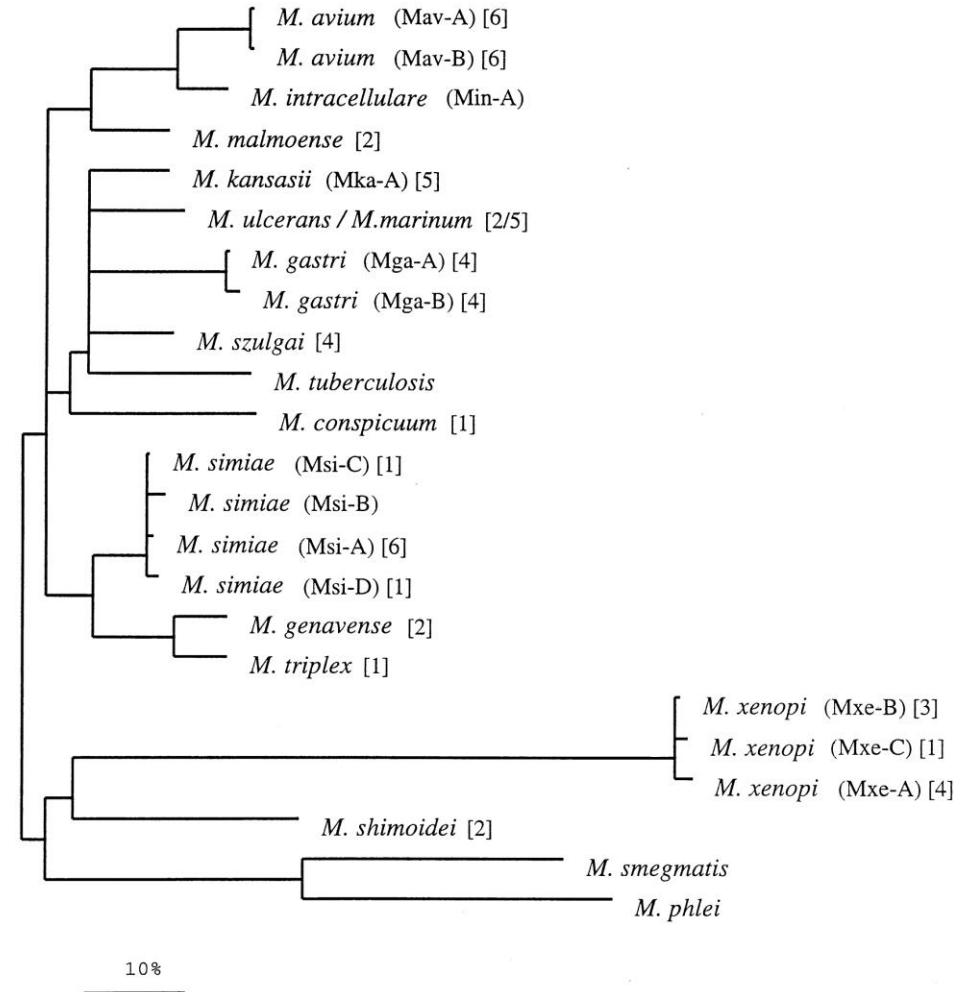 M. avium (Mav-A) [6]
M. avium (Mav-B) [6]
M. intracellulare (Min-A)
M. malmoense [2]
M. kansasii (Mka-A) [5]
M. ulcerans / M.marinum [2/5]
M. gastri (Mga-A) [4]
M. gastri (Mga-B) [4]
M. szulgai [4]
M. tuberculosis
M. conspicuum [1]
M. simiae (Msi-C) [1]
M. simiae (Msi-B)
M. simiae (Msi-A) [6]
M. simiae (Msi-D) [1]
M. genavense [2]
M. triplex [1]
M. xenopi (Mxe-B) [3]
M. xenopi (Mxe-C) [1]
M. xenopi (Mxe-A) [4]
M. shimoidei [2]
M. smegmatis
M. phlei
10%